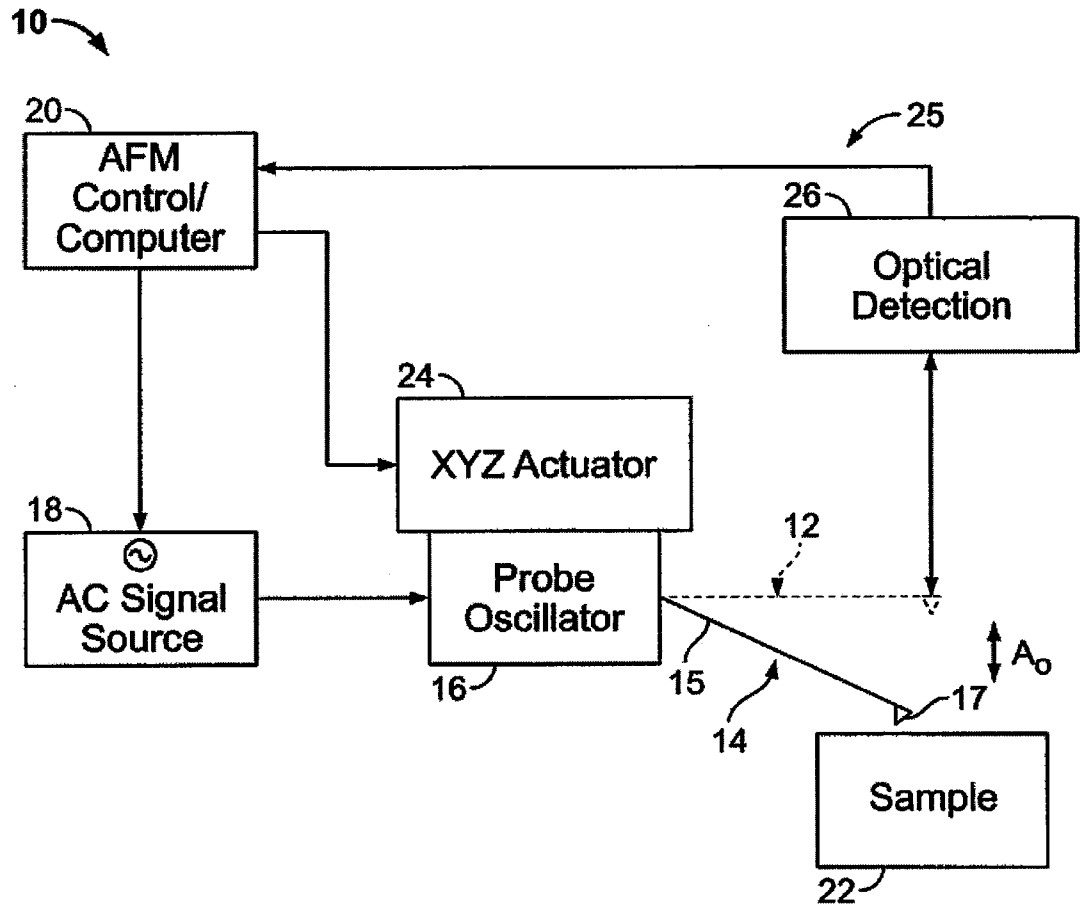 10
20
AFM
Control/
Computer
25
26
Optical
Detection
24
XYZ Actuator
18
AC Signal
Source
Probe
Oscillator
16
12
15
14
A₀
17
Sample
22